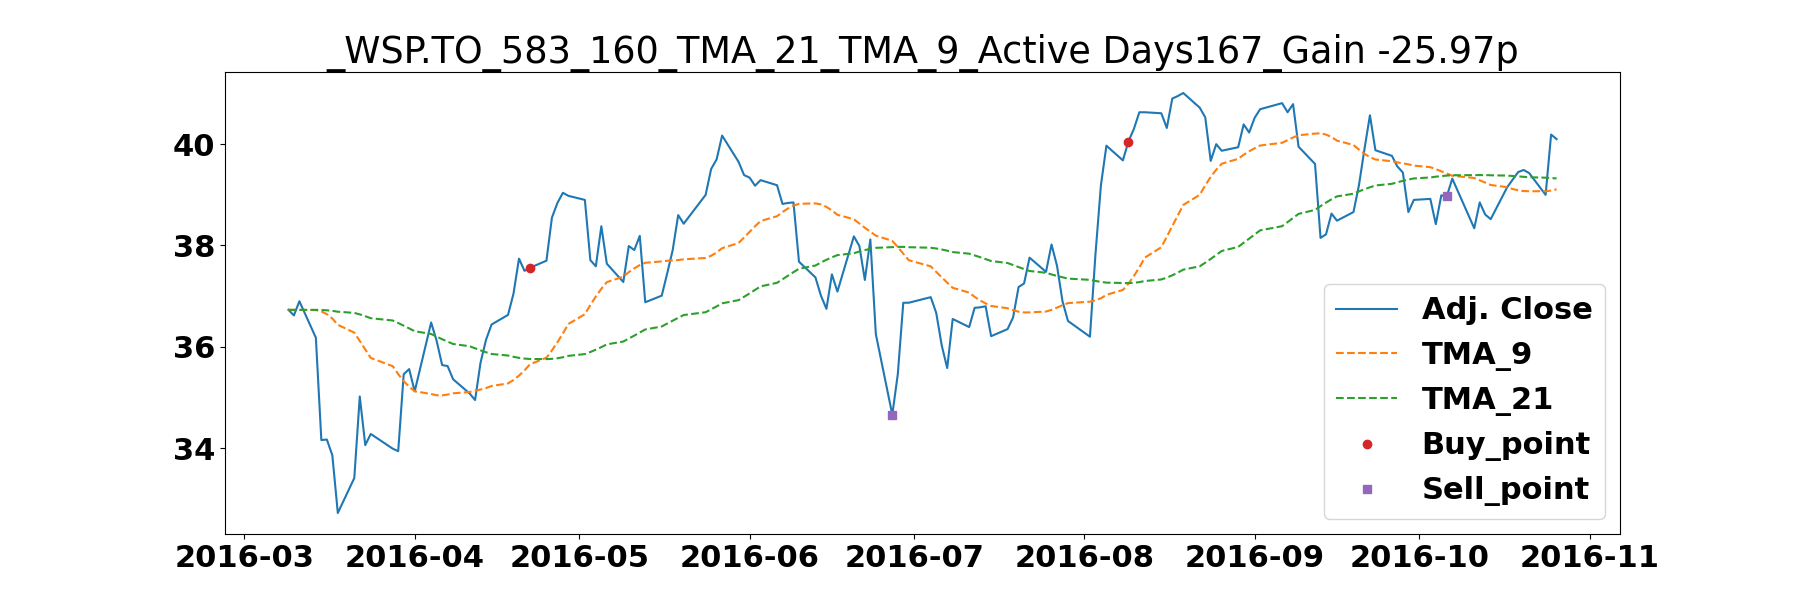 _WSP.TO_583_160_TMA_21_TMA_9_Active Days167_Gain -25.97p
40
38
36
34
Adj. Close
TMA_9
TMA_21
Buy_point
Sell_point
2016-03 2016-04 2016-05 2016-06 2016-07 2016-08 2016-09 2016-10 2016-11